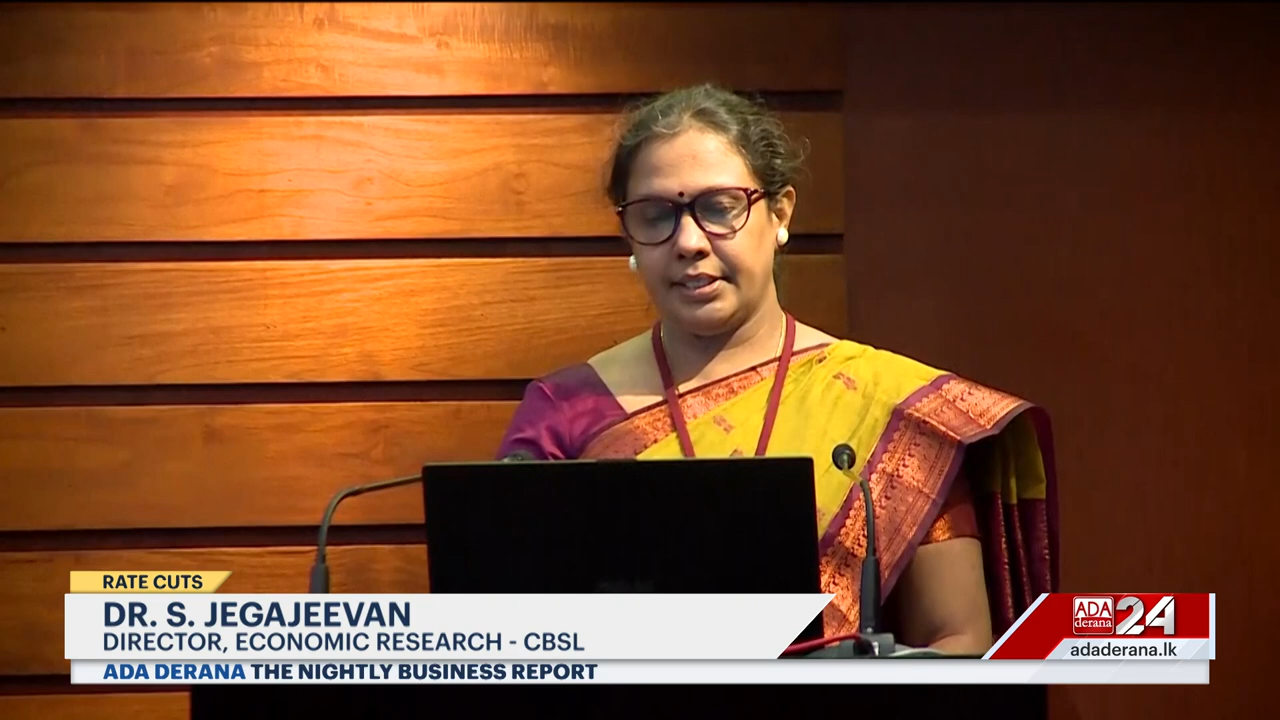 RATE CUTS
DR. S. JEGAJEEVAN
DIRECTOR, ECONOMIC RESEARCH - CBSL
ADA DERANA THE NIGHTLY BUSINESS REPORT
ADA
derana
24
adaderana.lk